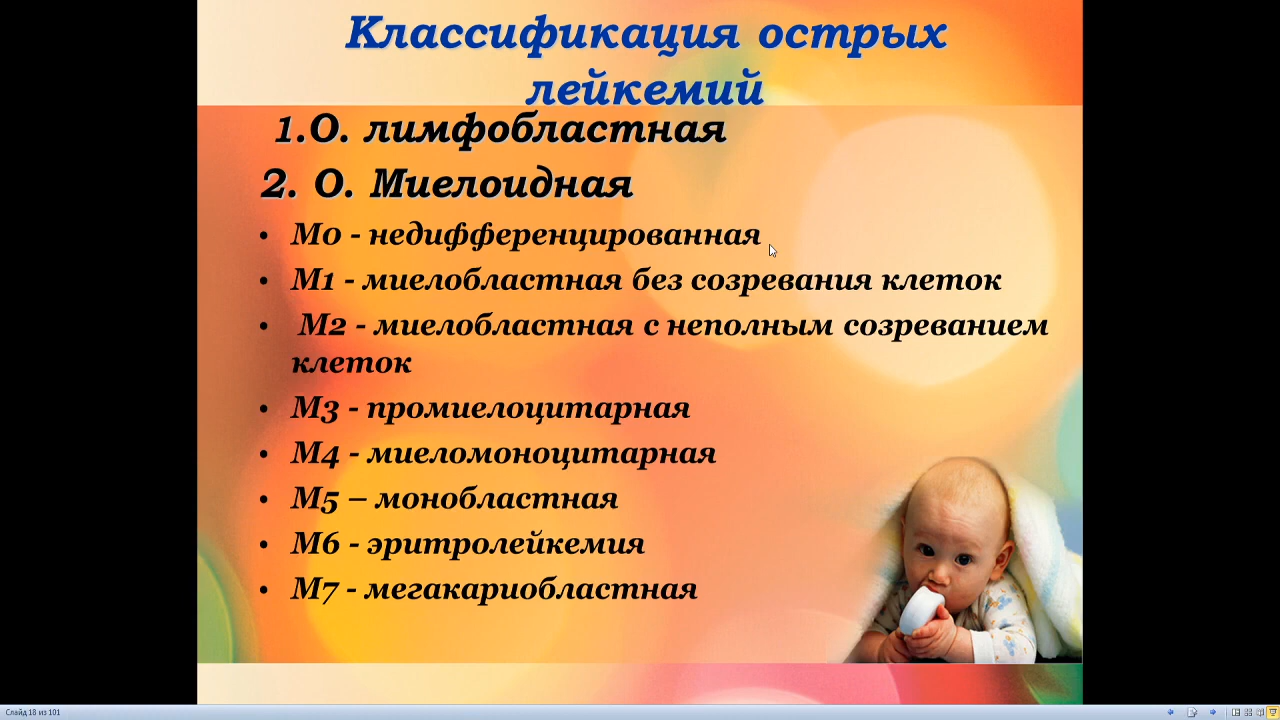 Классификация острых
лейкемий
1.О. лимфобластная
2. О. Миелоидная
• М0 - недифференцированная
• М1 - миелобластная без созревания клеток
• М2 - миелобластная с неполным созреванием
клеток
• М3 - промиелоцитарная
• М4 - миеломоноцитарная
• М5 – монобластная
• М6 - эритролейкемия
• М7 - мегакариобластная
Слайд 18 из 101